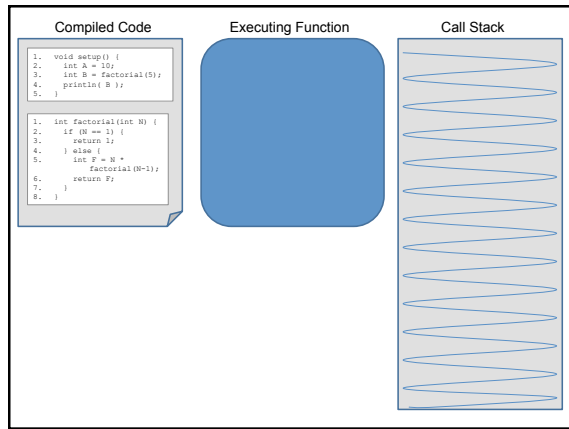 Compiled Code
1. void setup() {
2. int A = 10;
3. int B = factorial(5);
4. println( B );
5. }
1. int factorial(int N) {
2. if (N == 1) {
3. return 1;
4. } else {
5. int F = N *
factorial(N-1);
6. return F;
7. }
8. }
Executing Function
Call Stack